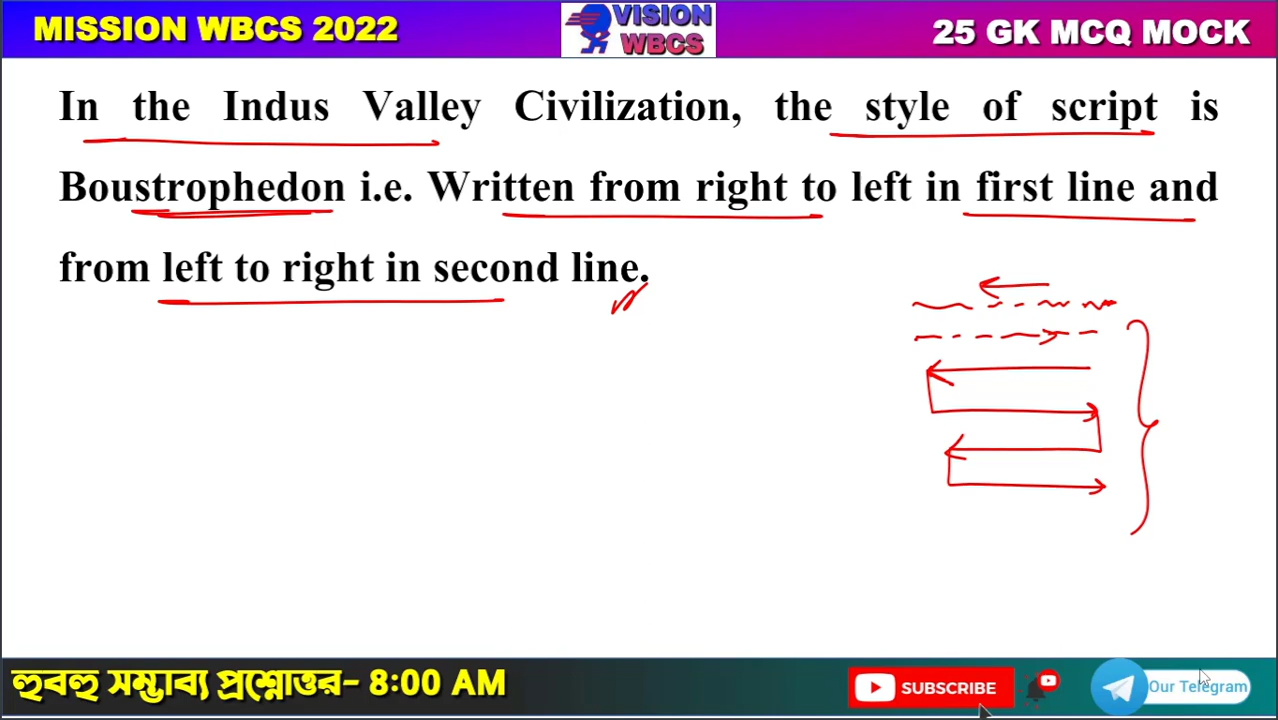 MISSION WBCS 2022
VISION
WBCS
25 GK MCQ MOCK
In the Indus Valley Civilization, the style of script is
Boustrophedon i.e. Written from right to left in first line and
from left to right in second line.
হুবহু সম্ভাব্য প্রশ্নোত্তর- 8:00 AM
SUBSCRIBE
Our Telegram